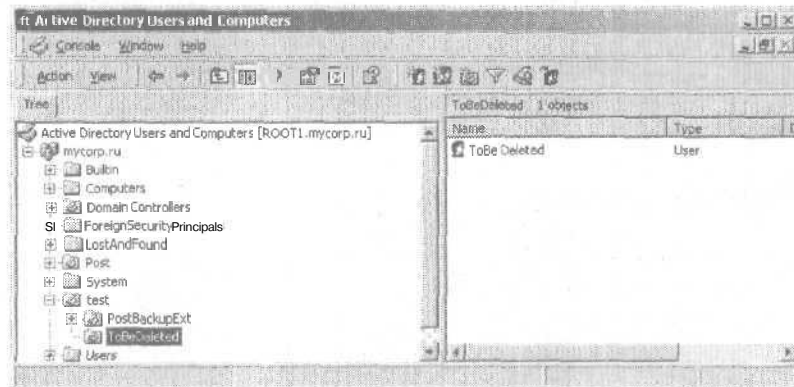 ft Active Directory Users and Computers
Console Window Help
Action View
Tree
ToBeDeleted 1 objects
Name Type
Active Directory Users and Computers [ROOT1.mycorp.ru]
ToBe Deleted User
mycorp.ru
Builtin
Computers
Domain Controllers
SI ForeignSecurityPrincipals
LostAndFound
Post
System
test
PostBackupExt
ToBeDeleted
Users